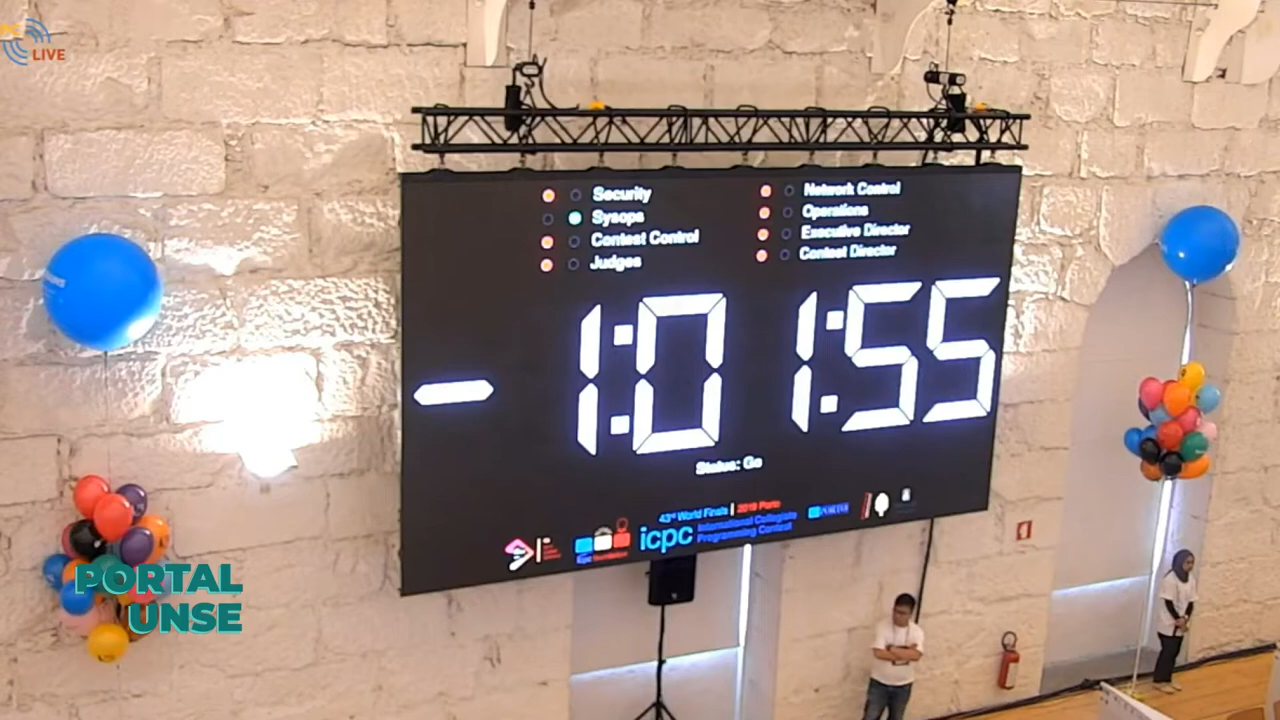 LIVE
Security
Sysops
Contest Control
Judges
Network Control
Operations
Executive Director
Contest Director
-1:01:55
Status: Go
43rd World Finals | 2019 Porto
icpc International Collegiate
Programming Contest
PORTAL
UNSE